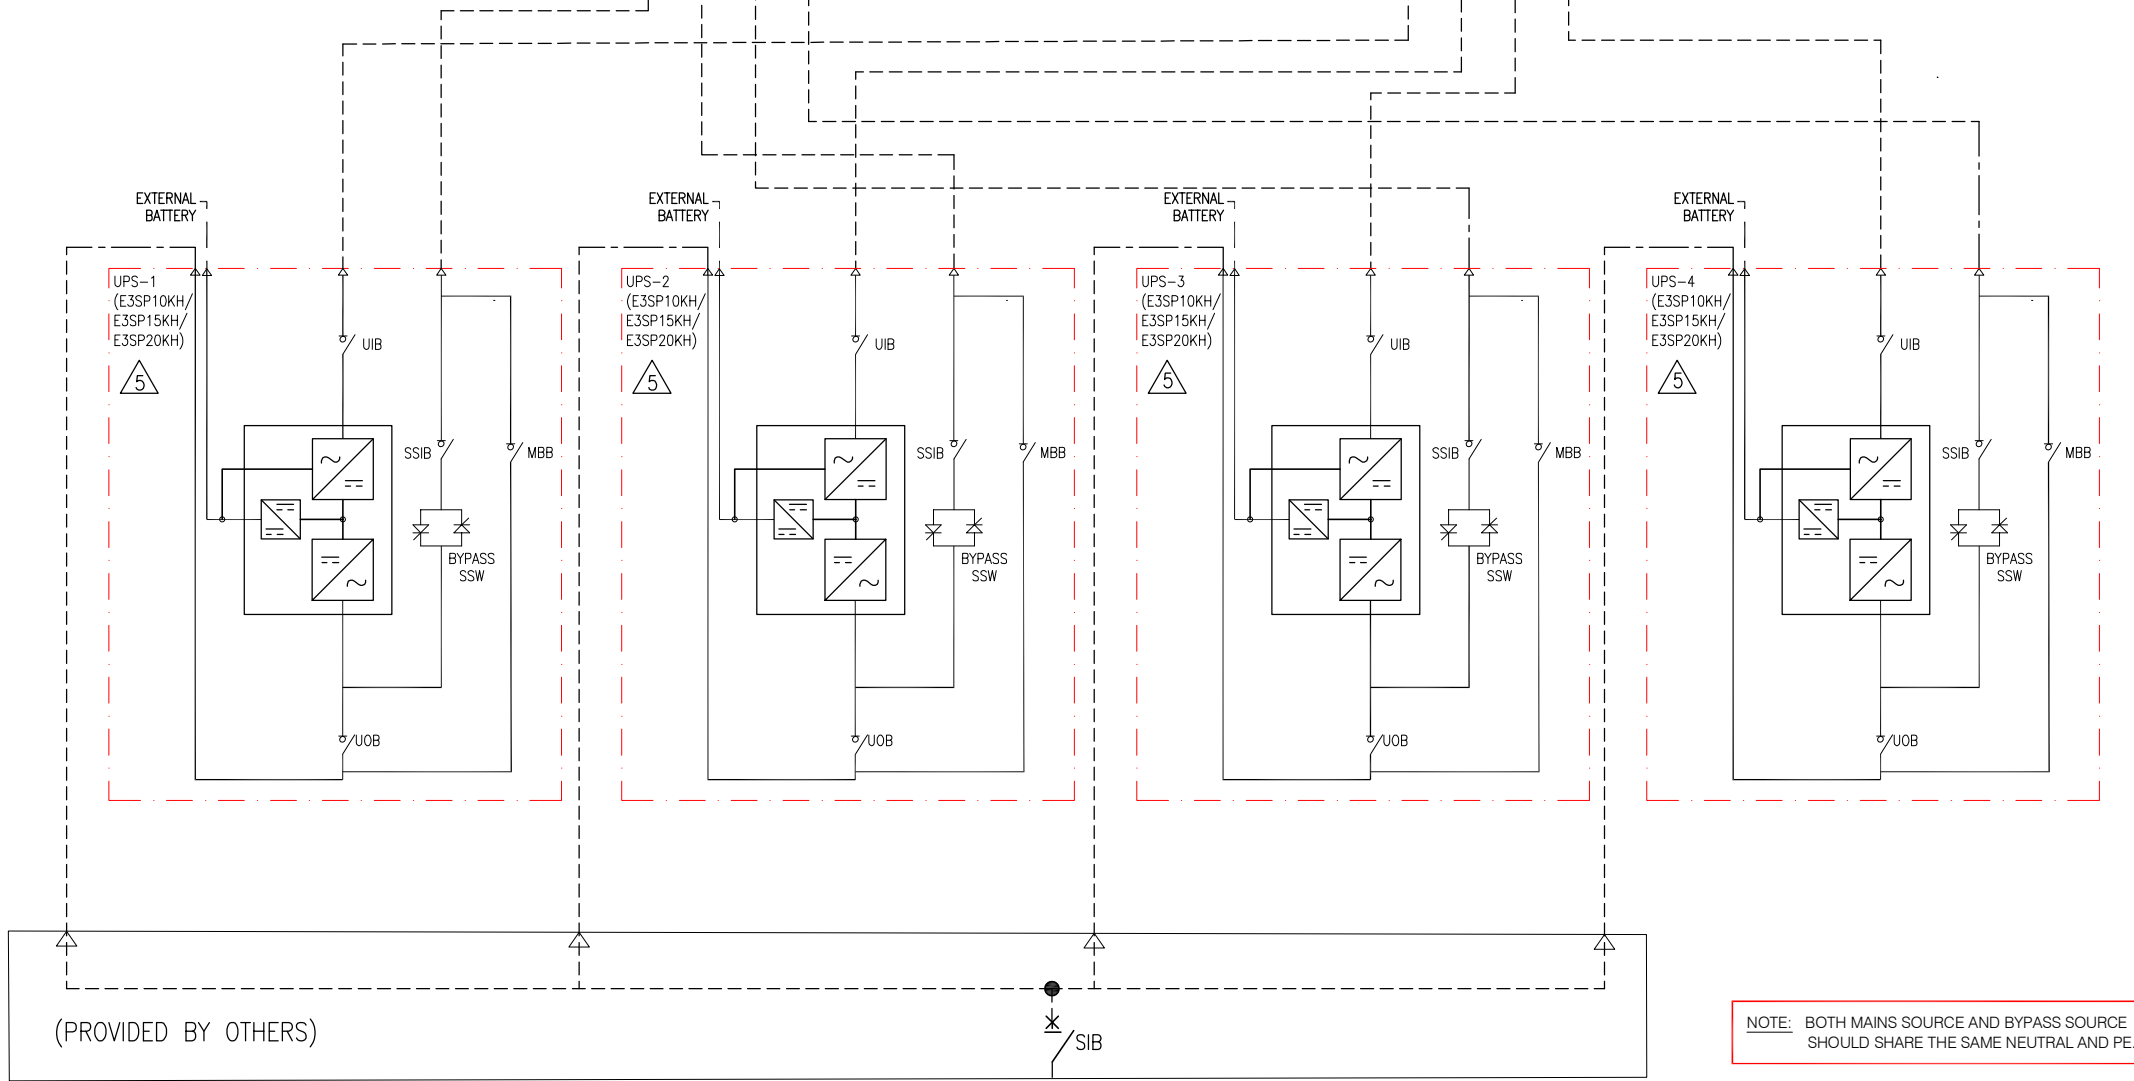 EXTERNAL
BATTERY
UPS-1
(E3SP10KH/
E3SP15KH/
E3SP20KH)
5
UIB
SSIB
MBB
BYPASS
SSW
UOB
EXTERNAL
BATTERY
UPS-2
(E3SP10KH/
E3SP15KH/
E3SP20KH)
5
UIB
SSIB
MBB
BYPASS
SSW
UOB
EXTERNAL
BATTERY
UPS-3
(E3SP10KH/
E3SP15KH/
E3SP20KH)
5
UIB
SSIB
MBB
BYPASS
SSW
UOB
EXTERNAL
BATTERY
UPS-4
(E3SP10KH/
E3SP15KH/
E3SP20KH)
5
UIB
SSIB
MBB
BYPASS
SSW
UOB
(PROVIDED BY OTHERS)
SIB
NOTE: BOTH MAINS SOURCE AND BYPASS SOURCE
SHOULD SHARE THE SAME NEUTRAL AND PE.